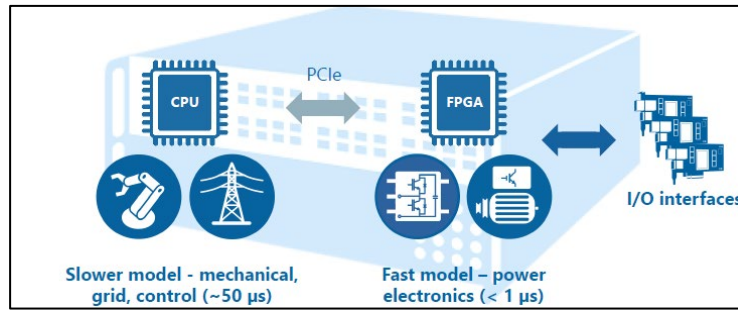 PCIe
CPU
FPGA
I/O interfaces
Slower model - mechanical,
grid, control (~50 µs)
Fast model – power
electronics (< 1 µs)